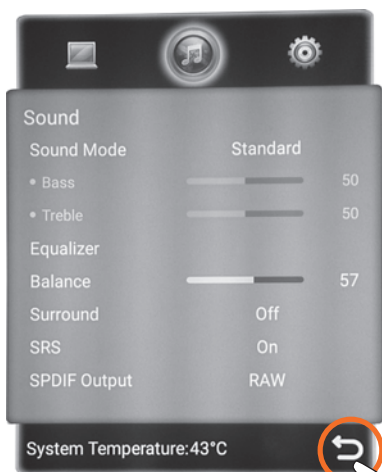 Sound
Sound Mode Standard
• Bass 50
• Treble 50
Equalizer
Balance 57
Surround Off
SRS On
SPDIF Output RAW
System Temperature:43°C